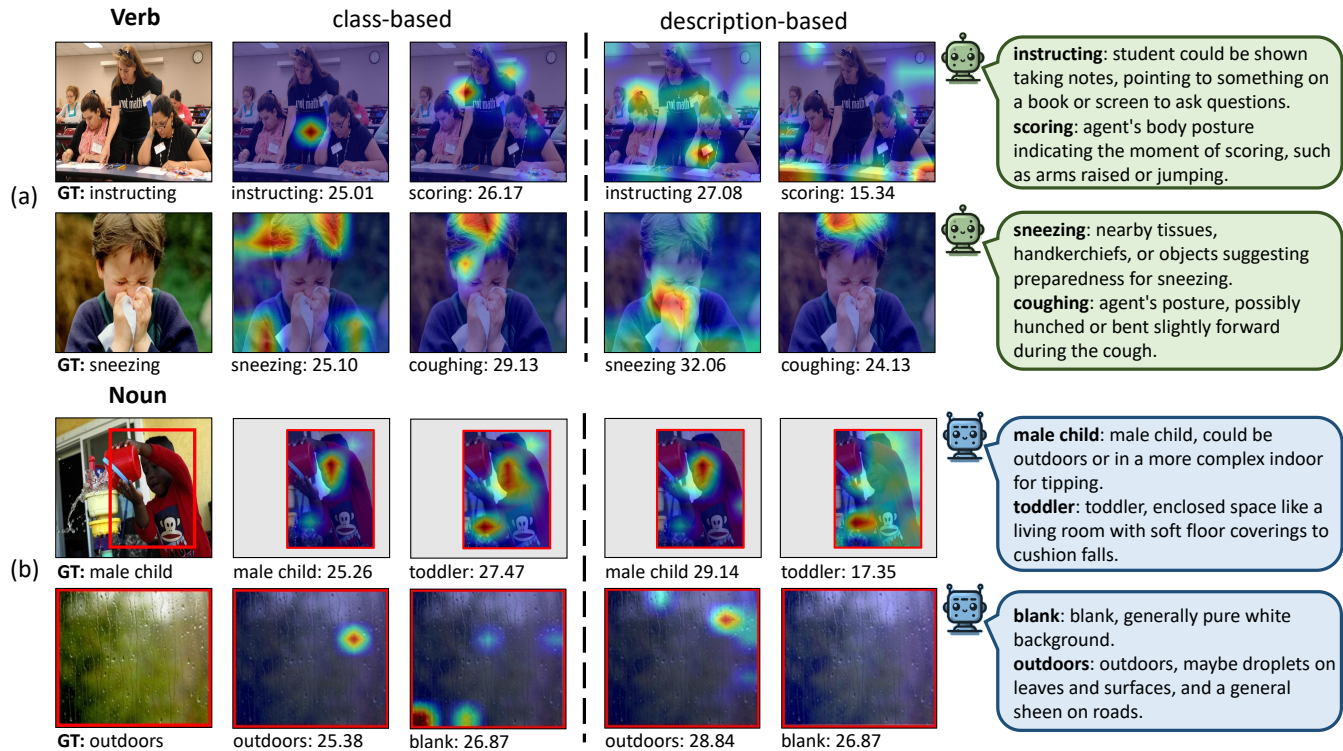 Verb
class-based
description-based
(a)
GT: instructing
instructing: 25.01
scoring: 26.17
instructing 27.08
scoring: 15.34
instructing: student could be shown
taking notes, pointing to something on
a book or screen to ask questions.
scoring: agent's body posture
indicating the moment of scoring, such
as arms raised or jumping.
GT: sneezing
sneezing: 25.10
coughing: 29.13
sneezing 32.06
coughing: 24.13
sneezing: nearby tissues,
handkerchiefs, or objects suggesting
preparedness for sneezing.
coughing: agent's posture, possibly
hunched or bent slightly forward
during the cough.
Noun
(b)
GT: male child
male child: 25.26
toddler: 27.47
male child 29.14
toddler: 17.35
male child: male child, could be
outdoors or in a more complex indoor
for tipping.
toddler: toddler, enclosed space like a
living room with soft floor coverings to
cushion falls.
GT: outdoors
outdoors: 25.38
blank: 26.87
outdoors: 28.84
blank: 26.87
blank: blank, generally pure white
background.
outdoors: outdoors, maybe droplets on
leaves and surfaces, and a general
sheen on roads.